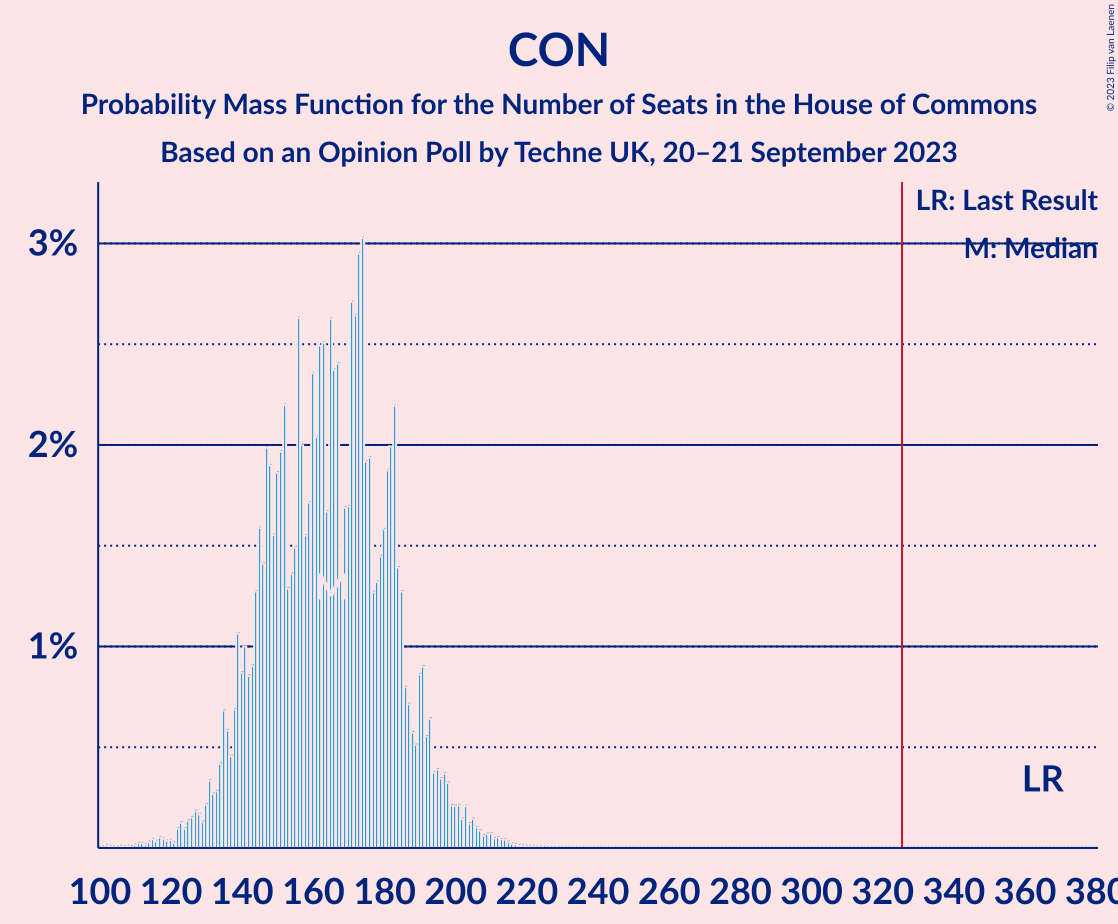 CON
Probability Mass Function for the Number of Seats in the House of Commons
Based on an Opinion Poll by Techne UK, 20–21 September 2023
© 2023 Filip van Laenen
LR: Last Result
M: Median
3%
2%
1%
M
LR
100 120 140 160 180 200 220 240 260 280 300 320 340 360 380